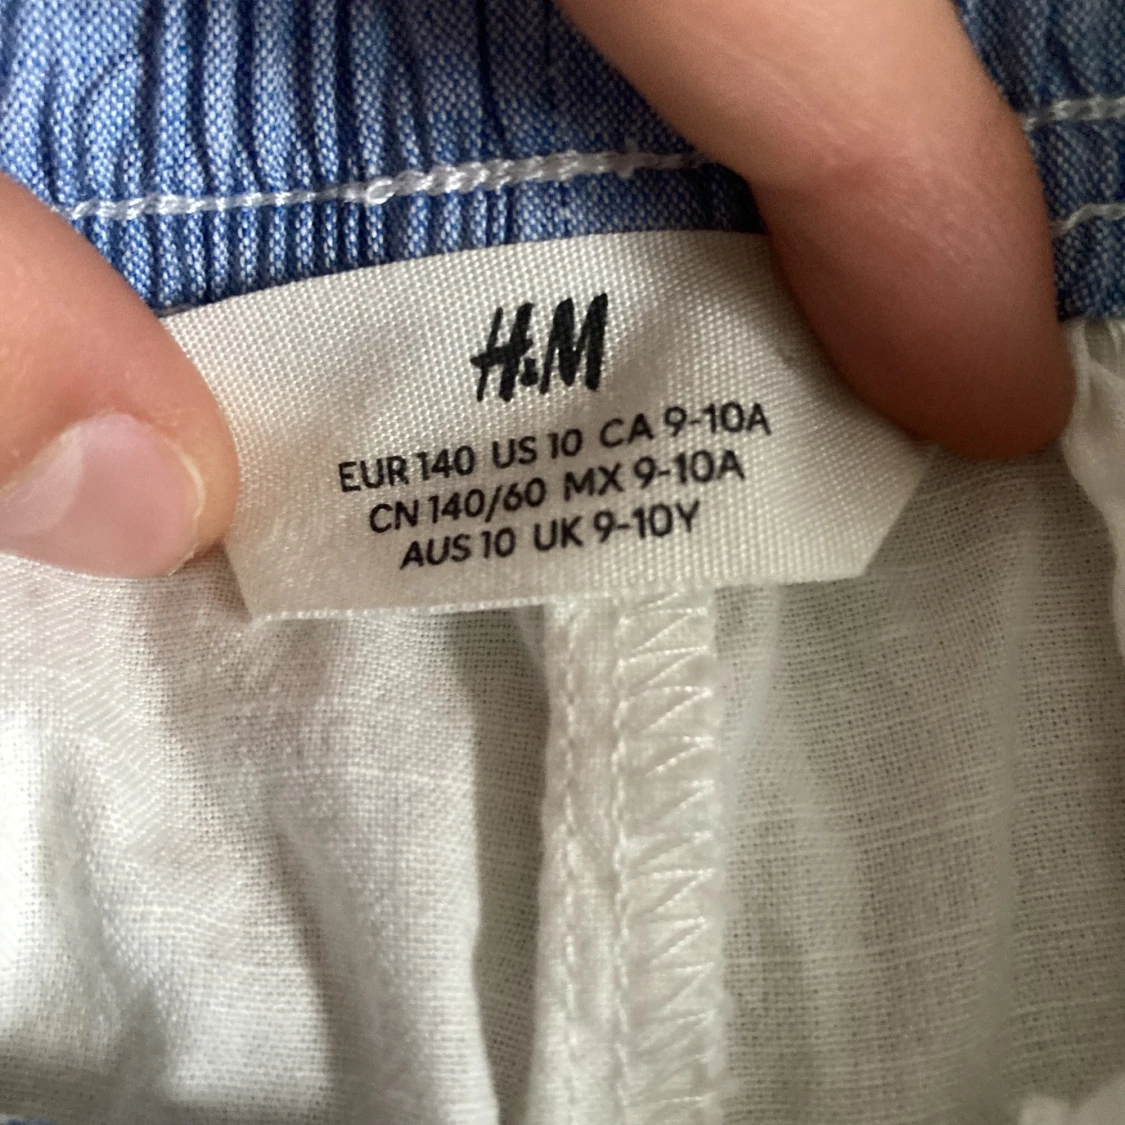 H&M
EUR 140 US 10 CA 9-10A
CN 140/60 MX 9-10A
AUS 10 UK 9-10Y